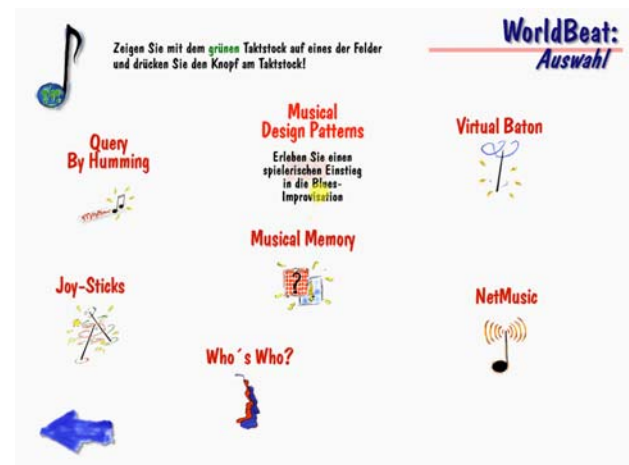 Zeigen Sie mit dem grünen Taktstock auf eines der Felder
und drücken Sie den Knopf am Taktstock!
WorldBeat:
Auswahl
Query
By Humming
Musical
Design Patterns
Erleben Sie einen
spielerischen Einstieg
in die Blues-
Improvisation
Virtual Baton
Musical Memory
?
Joy-Sticks
NetMusic
Who´s Who?